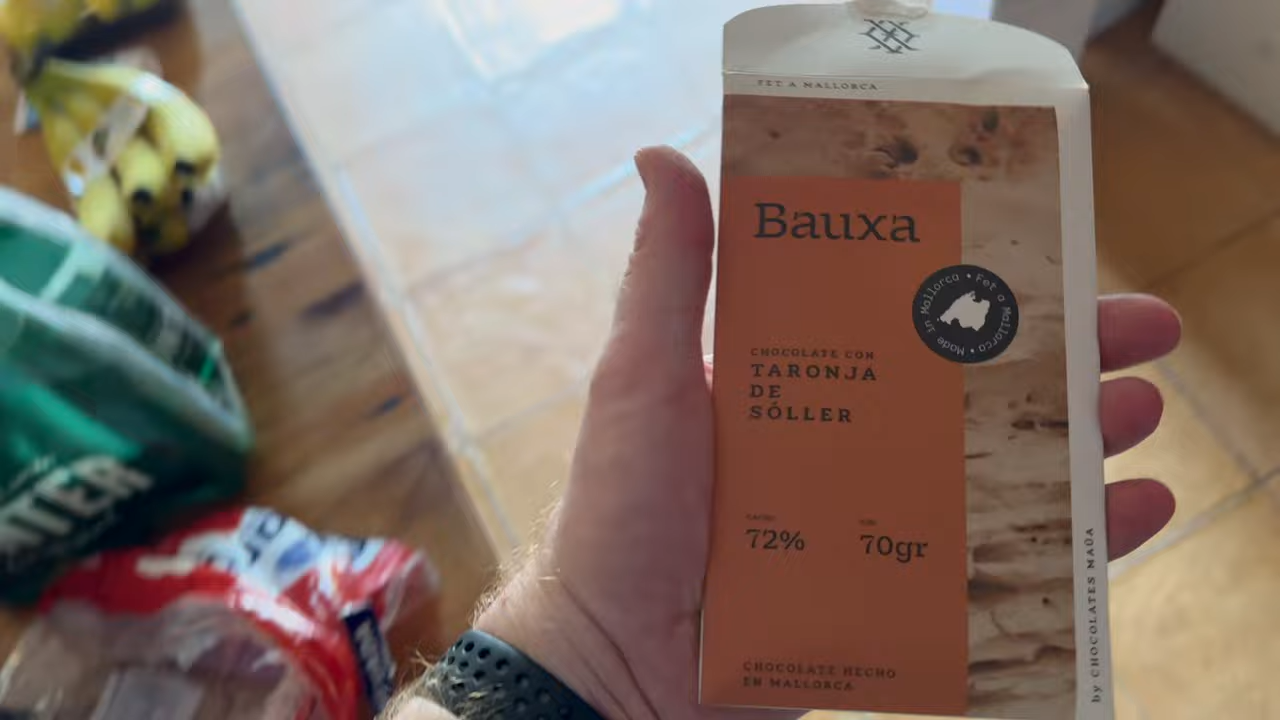 FET A MALLORCA
Bauxa
Fet a Mallorca • Made in Mallorca •
CHOCOLATE CON
TARONJA
DE
SÓLLER
72%
70gr
CHOCOLATE HECHO
EN MALLORCA
by CHOCOLATES MAÜA